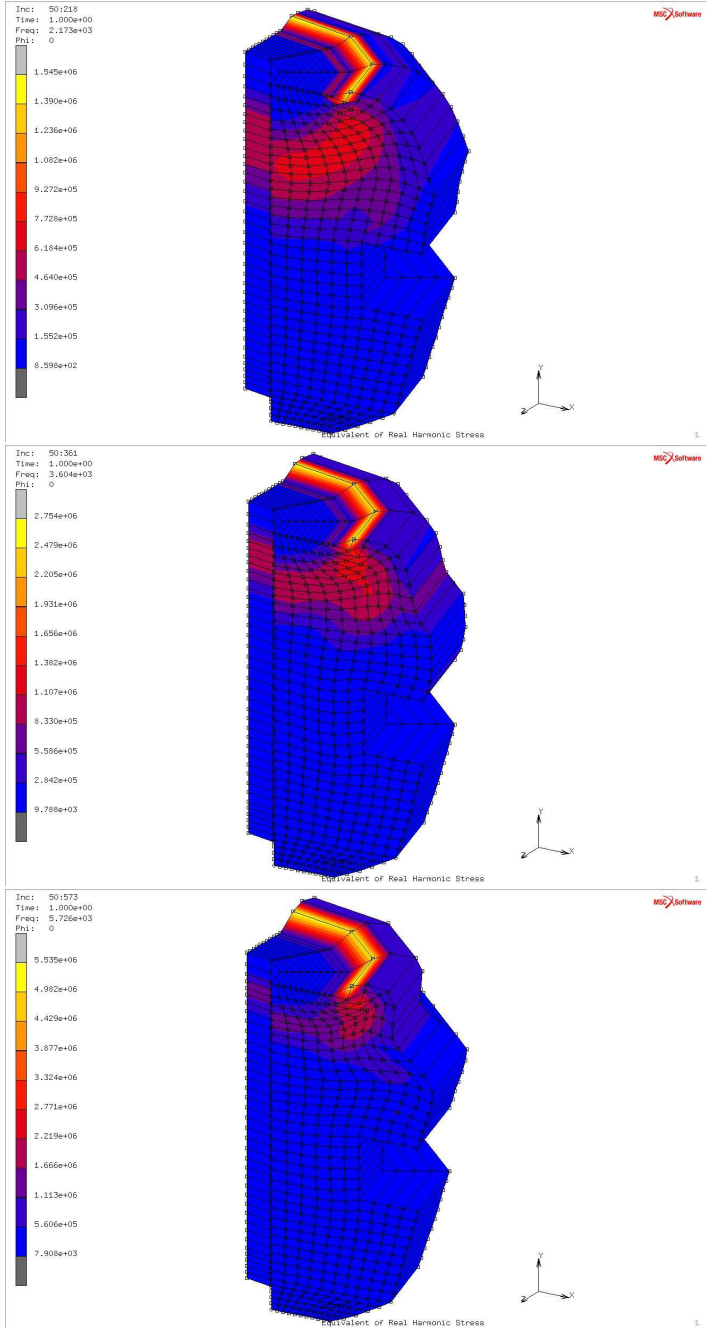 Inc: 50:218
Time: 1.000e+00
Freq: 2.173e+03
Phi: 0
MSC Software
1.545e+06
1.390e+06
1.236e+06
1.082e+06
9.272e+05
7.728e+05
6.184e+05
4.640e+05
3.096e+05
1.552e+05
8.598e+02
Y
Z
X
Equivalent of Real Harmonic Stress
1
Inc: 50:361
Time: 1.000e+00
Freq: 3.604e+03
Phi: 0
MSC Software
2.754e+06
2.479e+06
2.205e+06
1.931e+06
1.656e+06
1.382e+06
1.107e+06
8.330e+05
5.586e+05
2.842e+05
9.788e+03
Y
Z
X
Equivalent of Real Harmonic Stress
1
Inc: 50:573
Time: 1.000e+00
Freq: 5.726e+03
Phi: 0
MSC Software
5.535e+06
4.982e+06
4.429e+06
3.877e+06
3.324e+06
2.771e+06
2.219e+06
1.666e+06
1.113e+06
5.606e+05
7.908e+03
Y
Z
X
Equivalent of Real Harmonic Stress
1